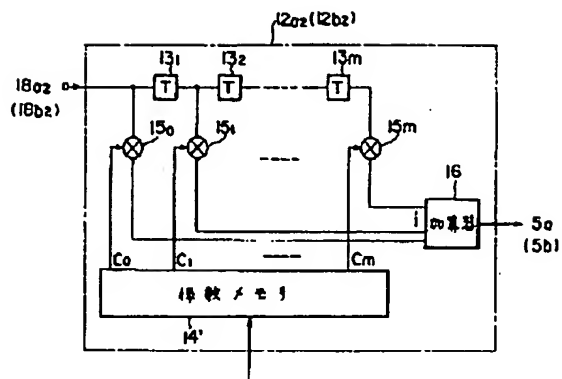 12a2(12b2)
13₁ 13₂ 13m
18a2 T T T
(18b2)
15₀ 15₁ 15m
16
加算器 5a
(5b)
C₀ C₁ Cm
係数メモリ
14'